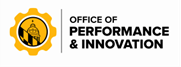 OFFICE OF
PERFORMANCE
& INNOVATION